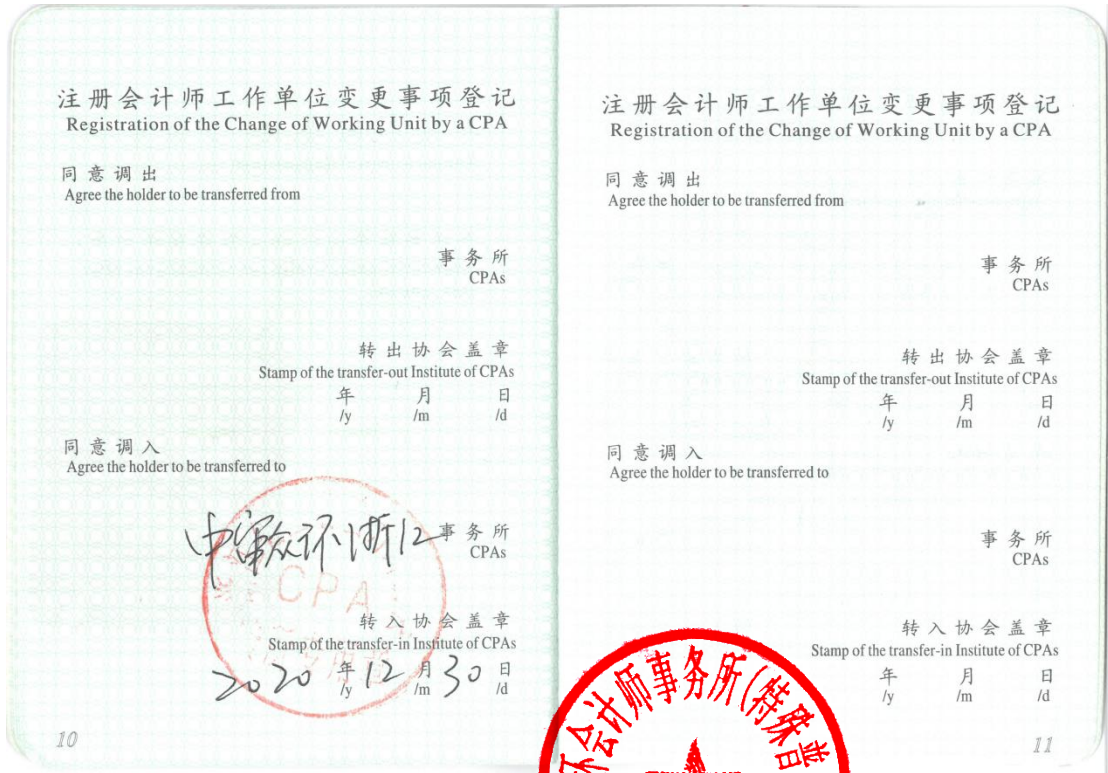 注册会计师工作单位变更事项登记
Registration of the Change of Working Unit by a CPA
同意调出
Agree the holder to be transferred from
事务所
CPAs
转出协会盖章
Stamp of the transfer-out Institute of CPAs
年 月 日
/y /m /d
同意调入
Agree the holder to be transferred to
中审众环浙江 事务所
CPAs
CPA
转入协会盖章
Stamp of the transfer-in Institute of CPAs
2020 年 12 月 30 日
/y /m /d
10
注册会计师工作单位变更事项登记
Registration of the Change of Working Unit by a CPA
同意调出
Agree the holder to be transferred from
事务所
CPAs
转出协会盖章
Stamp of the transfer-out Institute of CPAs
年 月 日
/y /m /d
同意调入
Agree the holder to be transferred to
事务所
CPAs
转入协会盖章
Stamp of the transfer-in Institute of CPAs
年 月 日
/y /m /d
11
环会计师事务所(特殊普